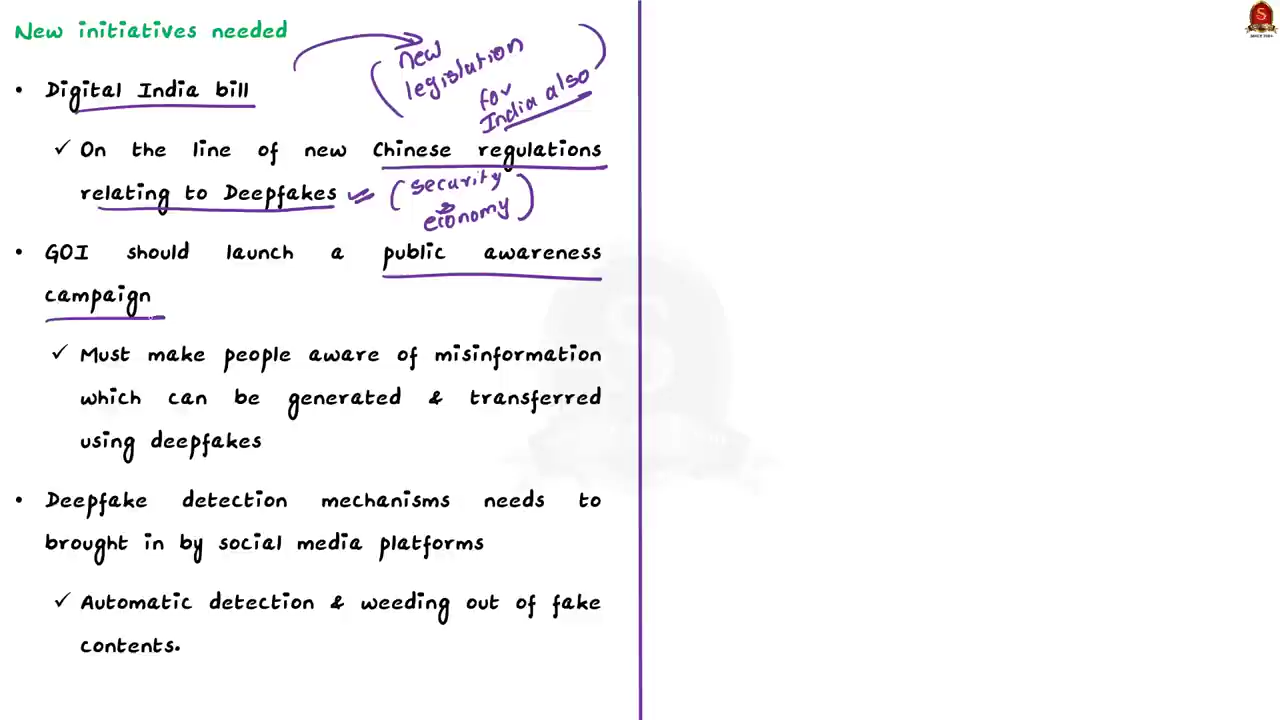 New initiatives needed
new
legislation
for
India also
• Digital India bill
✓ On the line of new Chinese regulations
relating to Deepfakes
(security
& economy)
• GOI should launch a public awareness
campaign
✓ Must make people aware of misinformation
which can be generated & transferred
using deepfakes
• Deepfake detection mechanisms needs to
brought in by social media platforms
✓ Automatic detection & weeding out of fake
contents.
S